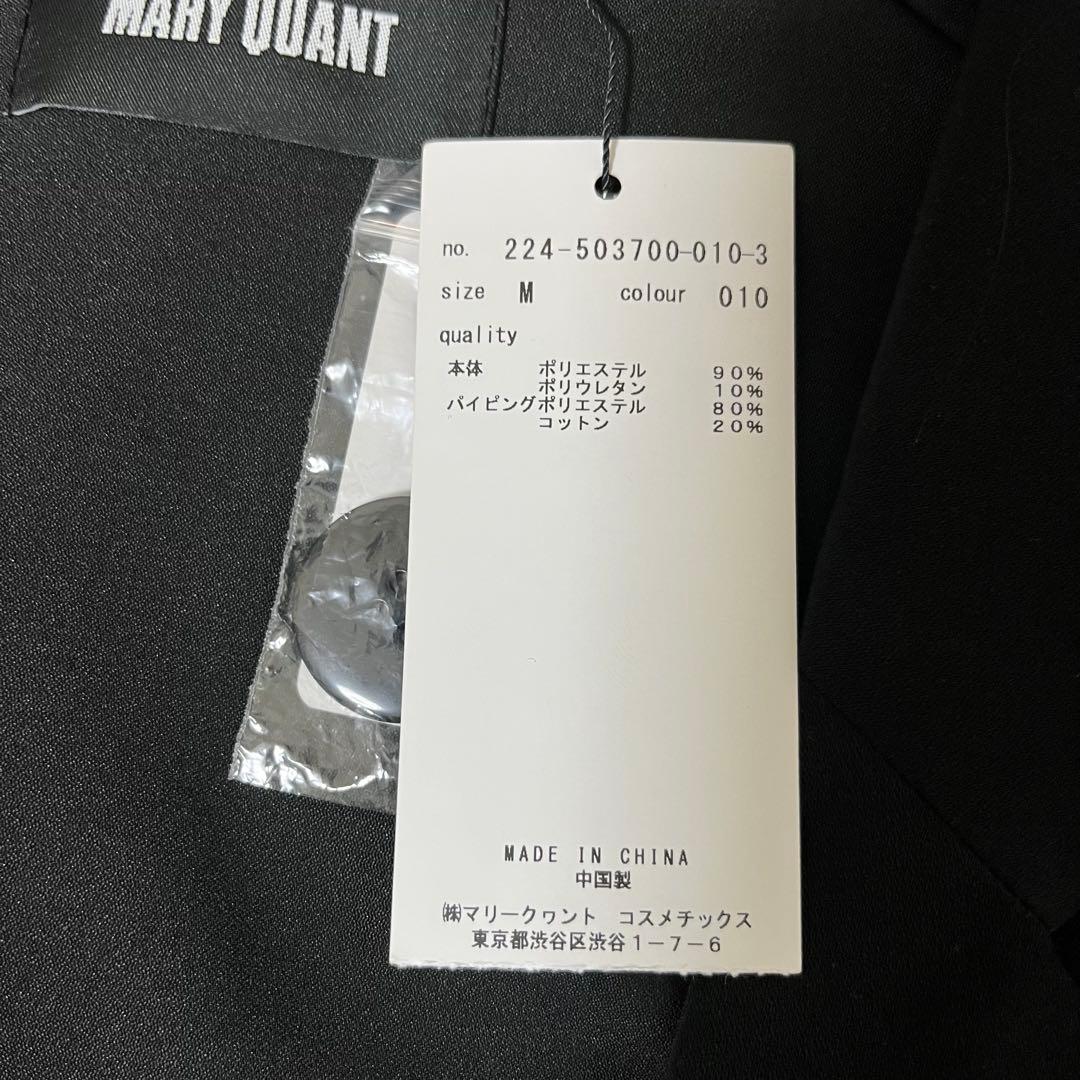 MARY QUANT
no. 224-503700-010-3
size M colour 010
quality
本体 ポリエステル 90%
ポリウレタン 10%
パイピングポリエステル 80%
コットン 20%
MADE IN CHINA
中国製
㈱マリークヮント コスメチックス
東京都渋谷区渋谷1-7-6